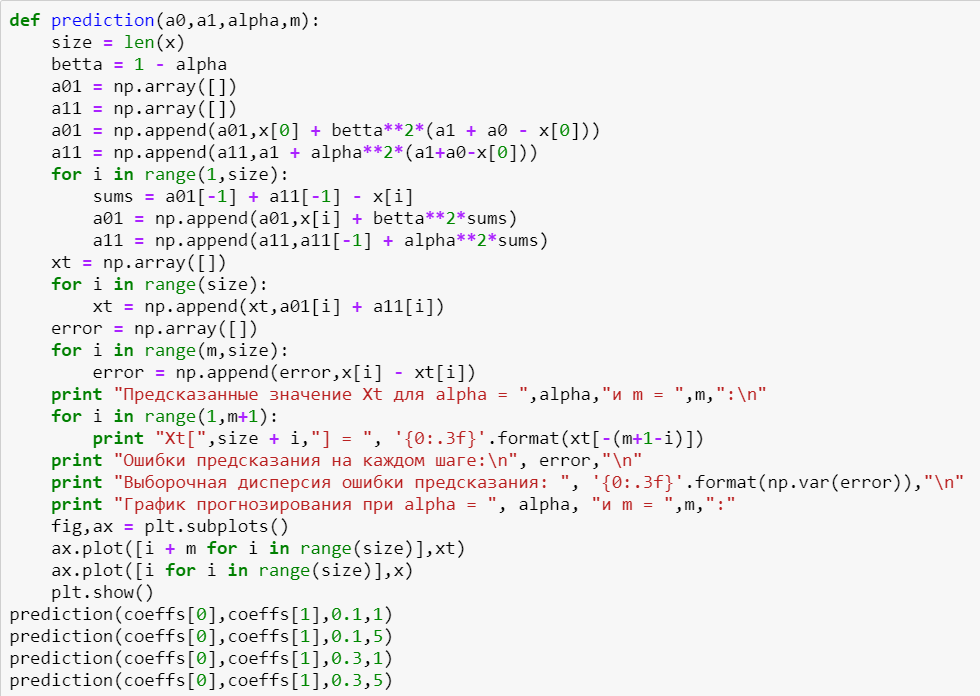 def prediction(a0,a1,alpha,m):
    size = len(x)
    betta = 1 - alpha
    a01 = np.array([])
    a11 = np.array([])
    a01 = np.append(a01,x[0] + betta**2*(a1 + a0 - x[0]))
    a11 = np.append(a11,a1 + alpha**2*(a1+a0-x[0]))
    for i in range(1,size):
        sums = a01[-1] + a11[-1] - x[i]
        a01 = np.append(a01,x[i] + betta**2*sums)
        a11 = np.append(a11,a11[-1] + alpha**2*sums)
    xt = np.array([])
    for i in range(size):
        xt = np.append(xt,a01[i] + a11[i])
    error = np.array([])
    for i in range(m,size):
        error = np.append(error,x[i] - xt[i])
    print "Предсказанные значение Xt для alpha = ",alpha,"и m = ",m,":\n"
    for i in range(1,m+1):
        print "Xt[",size + i,"] = ", '{0:.3f}'.format(xt[-(m+1-i)])
    print "Ошибки предсказания на каждом шаге:\n", error,"\n"
    print "Выборочная дисперсия ошибки предсказания: ", '{0:.3f}'.format(np.var(error)),"\n"
    print "График прогнозирования при alpha = ", alpha, "и m = ",m,":"
    fig,ax = plt.subplots()
    ax.plot([i + m for i in range(size)],xt)
    ax.plot([i for i in range(size)],x)
    plt.show()
prediction(coeffs[0],coeffs[1],0.1,1)
prediction(coeffs[0],coeffs[1],0.1,5)
prediction(coeffs[0],coeffs[1],0.3,1)
prediction(coeffs[0],coeffs[1],0.3,5)